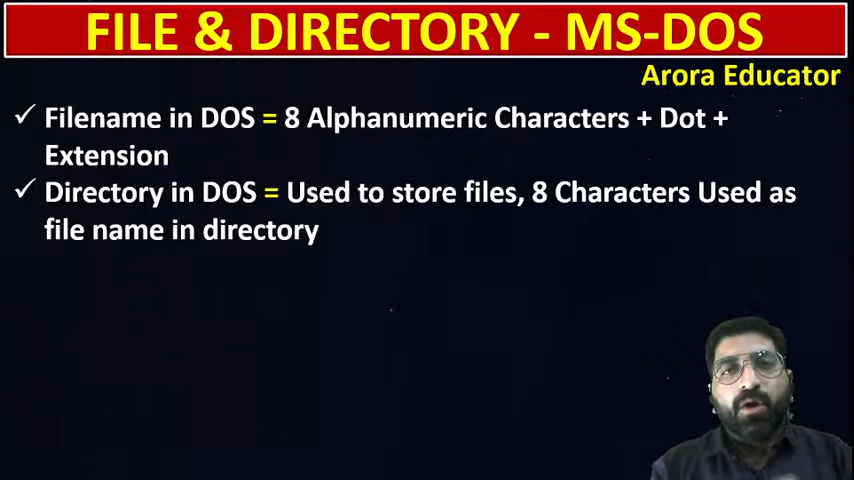 FILE & DIRECTORY - MS-DOS
Arora Educator
✓ Filename in DOS = 8 Alphanumeric Characters + Dot +
Extension
✓ Directory in DOS = Used to store files, 8 Characters Used as
file name in directory